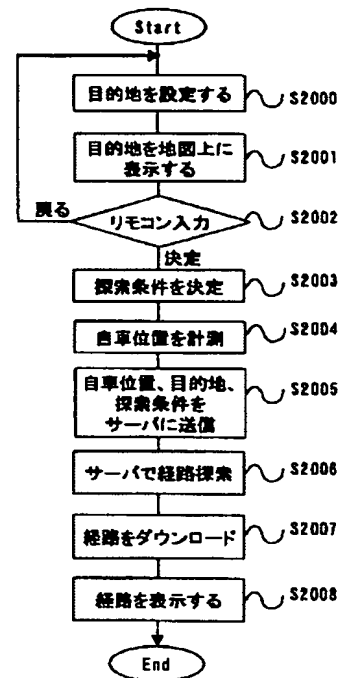 Start
目的地を設定する
S2000
目的地を地図上に
表示する
S2001
戻る
リモコン入力
S2002
決定
探索条件を決定
S2003
自車位置を計測
S2004
自車位置、目的地、
探索条件を
サーバに送信
S2005
サーバで経路探索
S2006
経路をダウンロード
S2007
経路を表示する
S2008
End